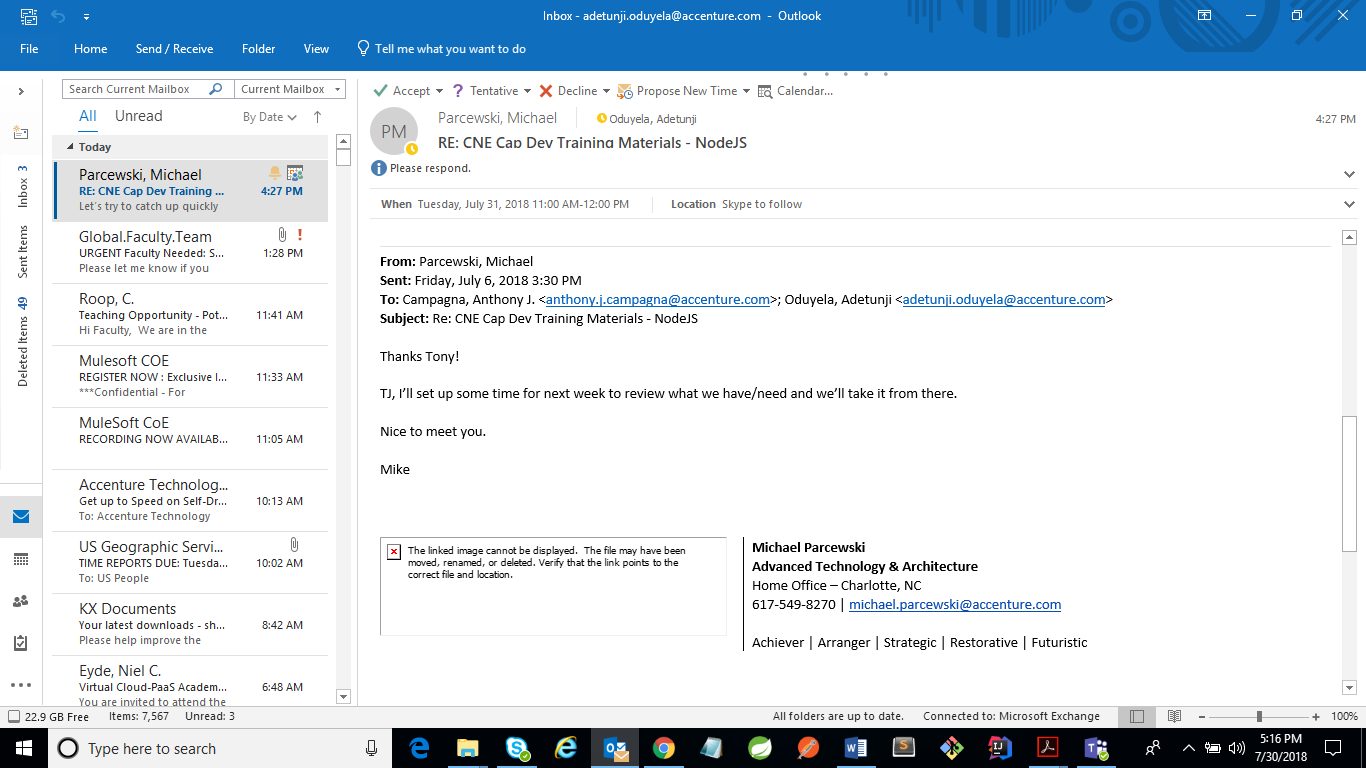 Inbox - adetunji.oduyela@accenture.com - Outlook
File Home Send / Receive Folder View Tell me what you want to do
Search Current Mailbox Current Mailbox
All Unread By Date
Today
Parcewski, Michael
RE: CNE Cap Dev Training ... 4:27 PM
Let's try to catch up quickly
Global.Faculty.Team
URGENT Faculty Needed: S... 1:28 PM
Please let me know if you
Roop, C.
Teaching Opportunity - Pot... 11:41 AM
Hi Faculty, We are in the
Mulesoft COE
REGISTER NOW : Exclusive I... 11:33 AM
***Confidential - For
MuleSoft CoE
RECORDING NOW AVAILAB... 11:05 AM
Accenture Technolog...
Get up to Speed on Self-Dr... 10:13 AM
To: Accenture Technology
US Geographic Servi...
TIME REPORTS DUE: Tuesda... 10:02 AM
To: US People
KX Documents
Your latest downloads - sh... 8:42 AM
Please help improve the
Eyde, Niel C.
Virtual Cloud-PaaS Academ... 6:48 AM
You are invited to attend the
Inbox 3
Sent Items
Deleted Items 49
Accept Tentative Decline Propose New Time Calendar...
PM
Parcewski, Michael Oduyela, Adetunji 4:27 PM
RE: CNE Cap Dev Training Materials - NodeJS
Please respond.
When Tuesday, July 31, 2018 11:00 AM-12:00 PM Location Skype to follow
From: Parcewski, Michael
Sent: Friday, July 6, 2018 3:30 PM
To: Campagna, Anthony J. <anthony.j.campagna@accenture.com>; Oduyela, Adetunji <adetunji.oduyela@accenture.com>
Subject: Re: CNE Cap Dev Training Materials - NodeJS
Thanks Tony!
TJ, I'll set up some time for next week to review what we have/need and we'll take it from there.
Nice to meet you.
Mike
The linked image cannot be displayed. The file may have been
moved, renamed, or deleted. Verify that the link points to the
correct file and location.
Michael Parcewski
Advanced Technology & Architecture
Home Office – Charlotte, NC
617-549-8270 | michael.parcewski@accenture.com
Achiever | Arranger | Strategic | Restorative | Futuristic
22.9 GB Free Items: 7,567 Unread: 3 All folders are up to date. Connected to: Microsoft Exchange 100%
Type here to search
5:16 PM
7/30/2018